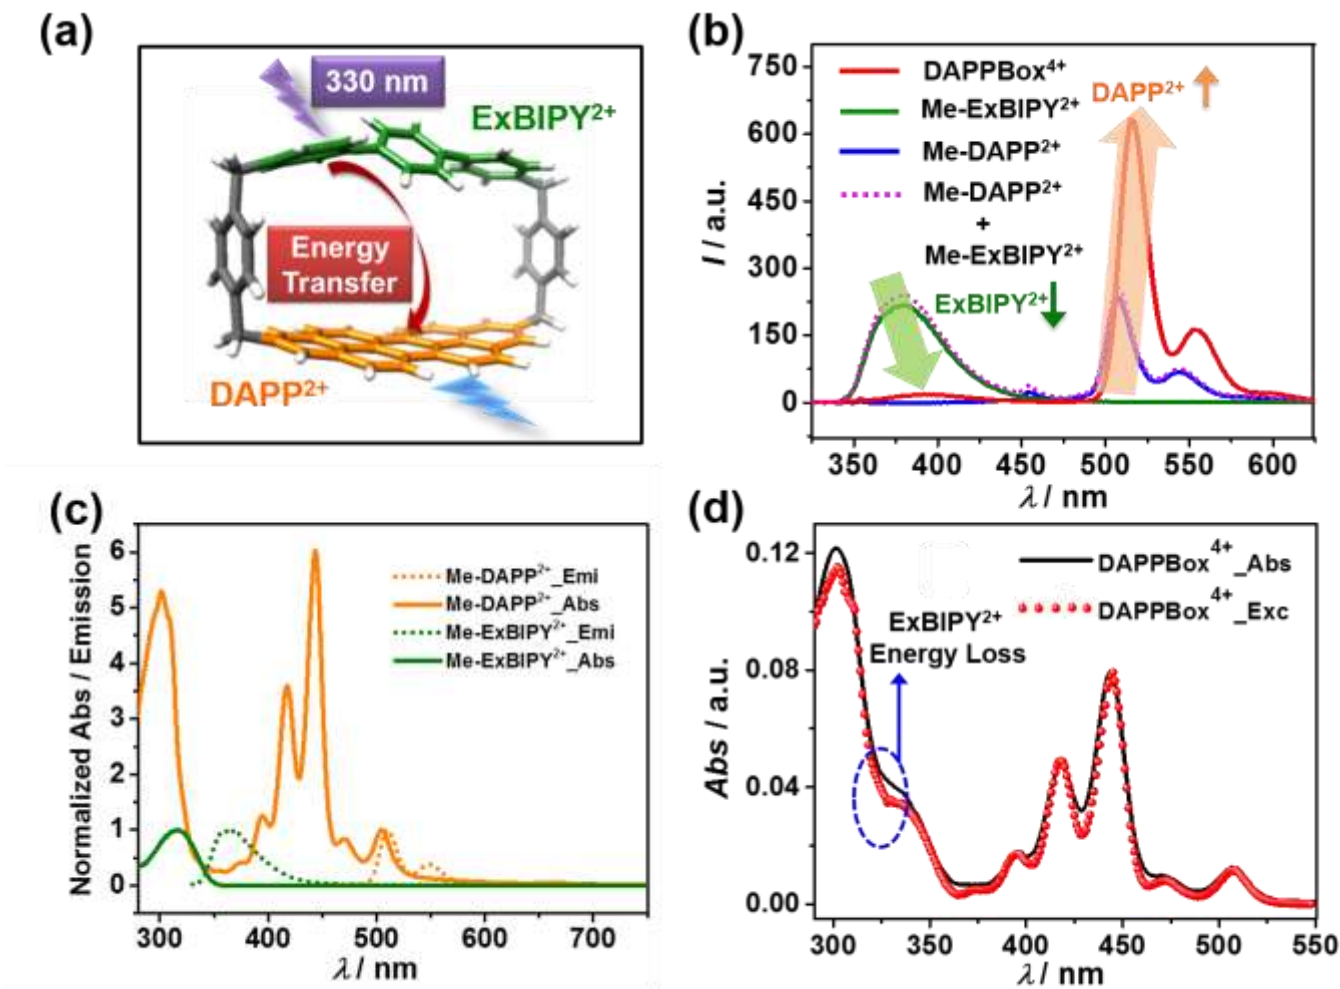 (a)
330 nm
ExBIPY²⁺
Energy
Transfer
DAPP²⁺
(b)
I / a.u.
750
600
450
300
150
0
DAPPBox⁴⁺
Me-ExBIPY²⁺
Me-DAPP²⁺
Me-DAPP²⁺
+
Me-ExBIPY²⁺
DAPP²⁺
ExBIPY²⁺
350 400 450 500 550 600
λ / nm
(c)
Normalized Abs / Emission
6
5
4
3
2
1
0
Me-DAPP²⁺_Emi
Me-DAPP²⁺_Abs
Me-ExBIPY²⁺_Emi
Me-ExBIPY²⁺_Abs
300 400 500 600 700
λ / nm
(d)
Abs / a.u.
0.12
0.08
0.04
0.00
DAPPBox⁴⁺_Abs
DAPPBox⁴⁺_Exc
ExBIPY²⁺
Energy Loss
300 350 400 450 500 550
λ / nm